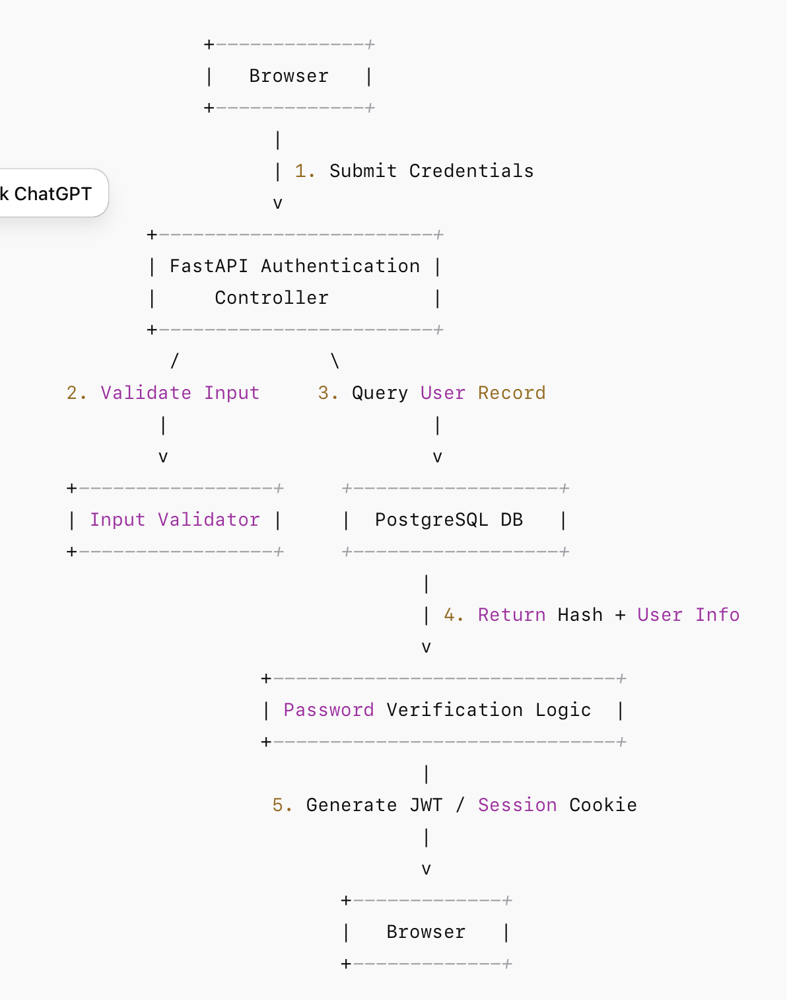 +-------------+
|   Browser   |
+-------------+
|
| 1. Submit Credentials
k ChatGPT
v
+------------------------+
| FastAPI Authentication |
|     Controller         |
+------------------------+
/              \
2. Validate Input     3. Query User Record
|                        |
v                        v
+-----------------+     +------------------+
| Input Validator |     |  PostgreSQL DB   |
+-----------------+     +------------------+
|
| 4. Return Hash + User Info
v
+------------------------------+
| Password Verification Logic  |
+------------------------------+
|
5. Generate JWT / Session Cookie
|
v
+-------------+
|   Browser   |
+-------------+